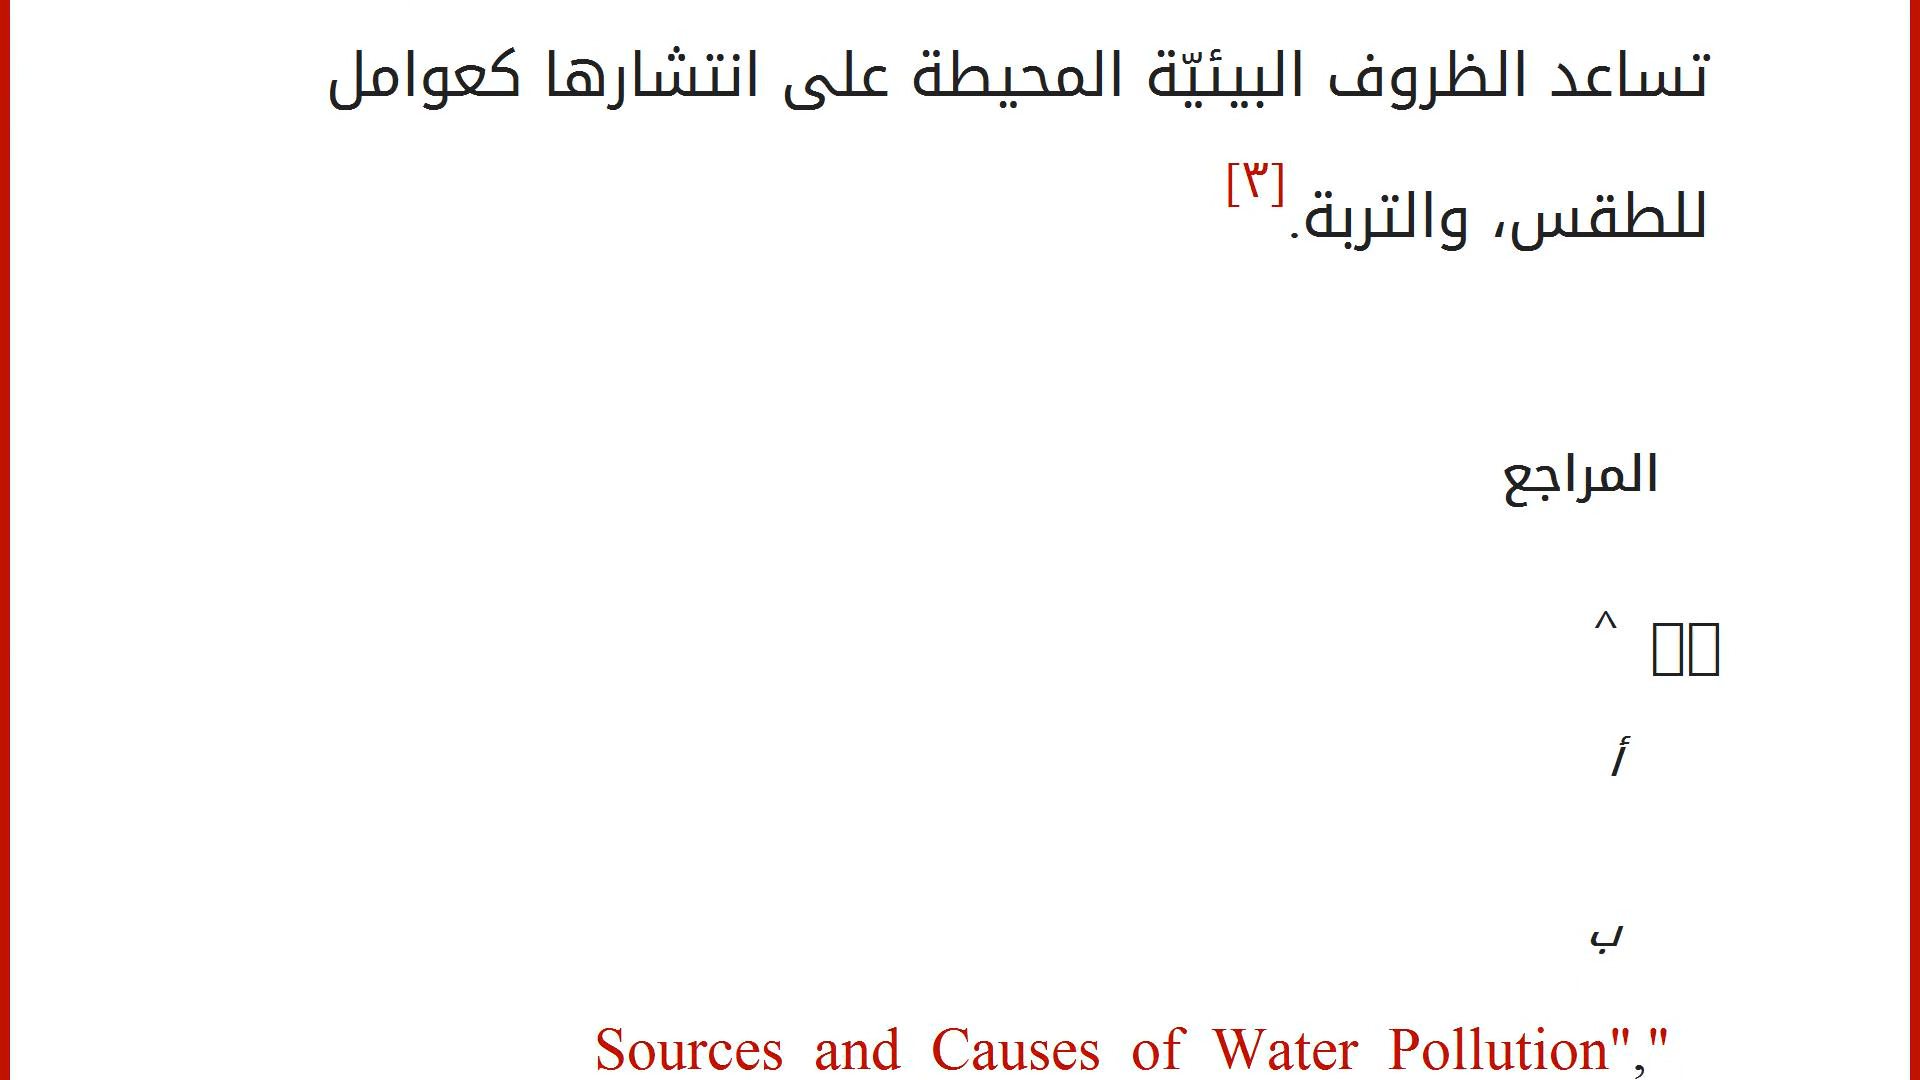 تساعد الظروف البيئيّة المحيطة على انتشارها كعوامل
للطقس، والتربة.[٣]
المراجع
^
أ
ب
"Sources and Causes of Water Pollution",